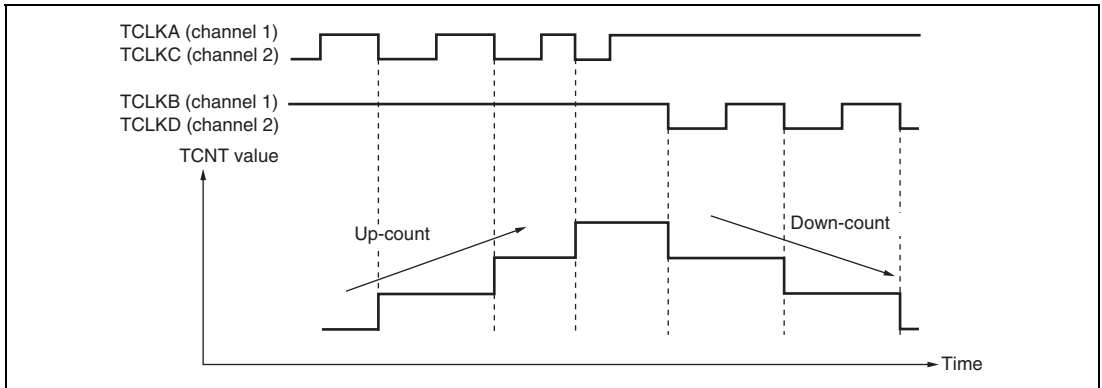 TCLKA (channel 1)
TCLKC (channel 2)
TCLKB (channel 1)
TCLKD (channel 2)
TCNT value
Up-count
Down-count
Time